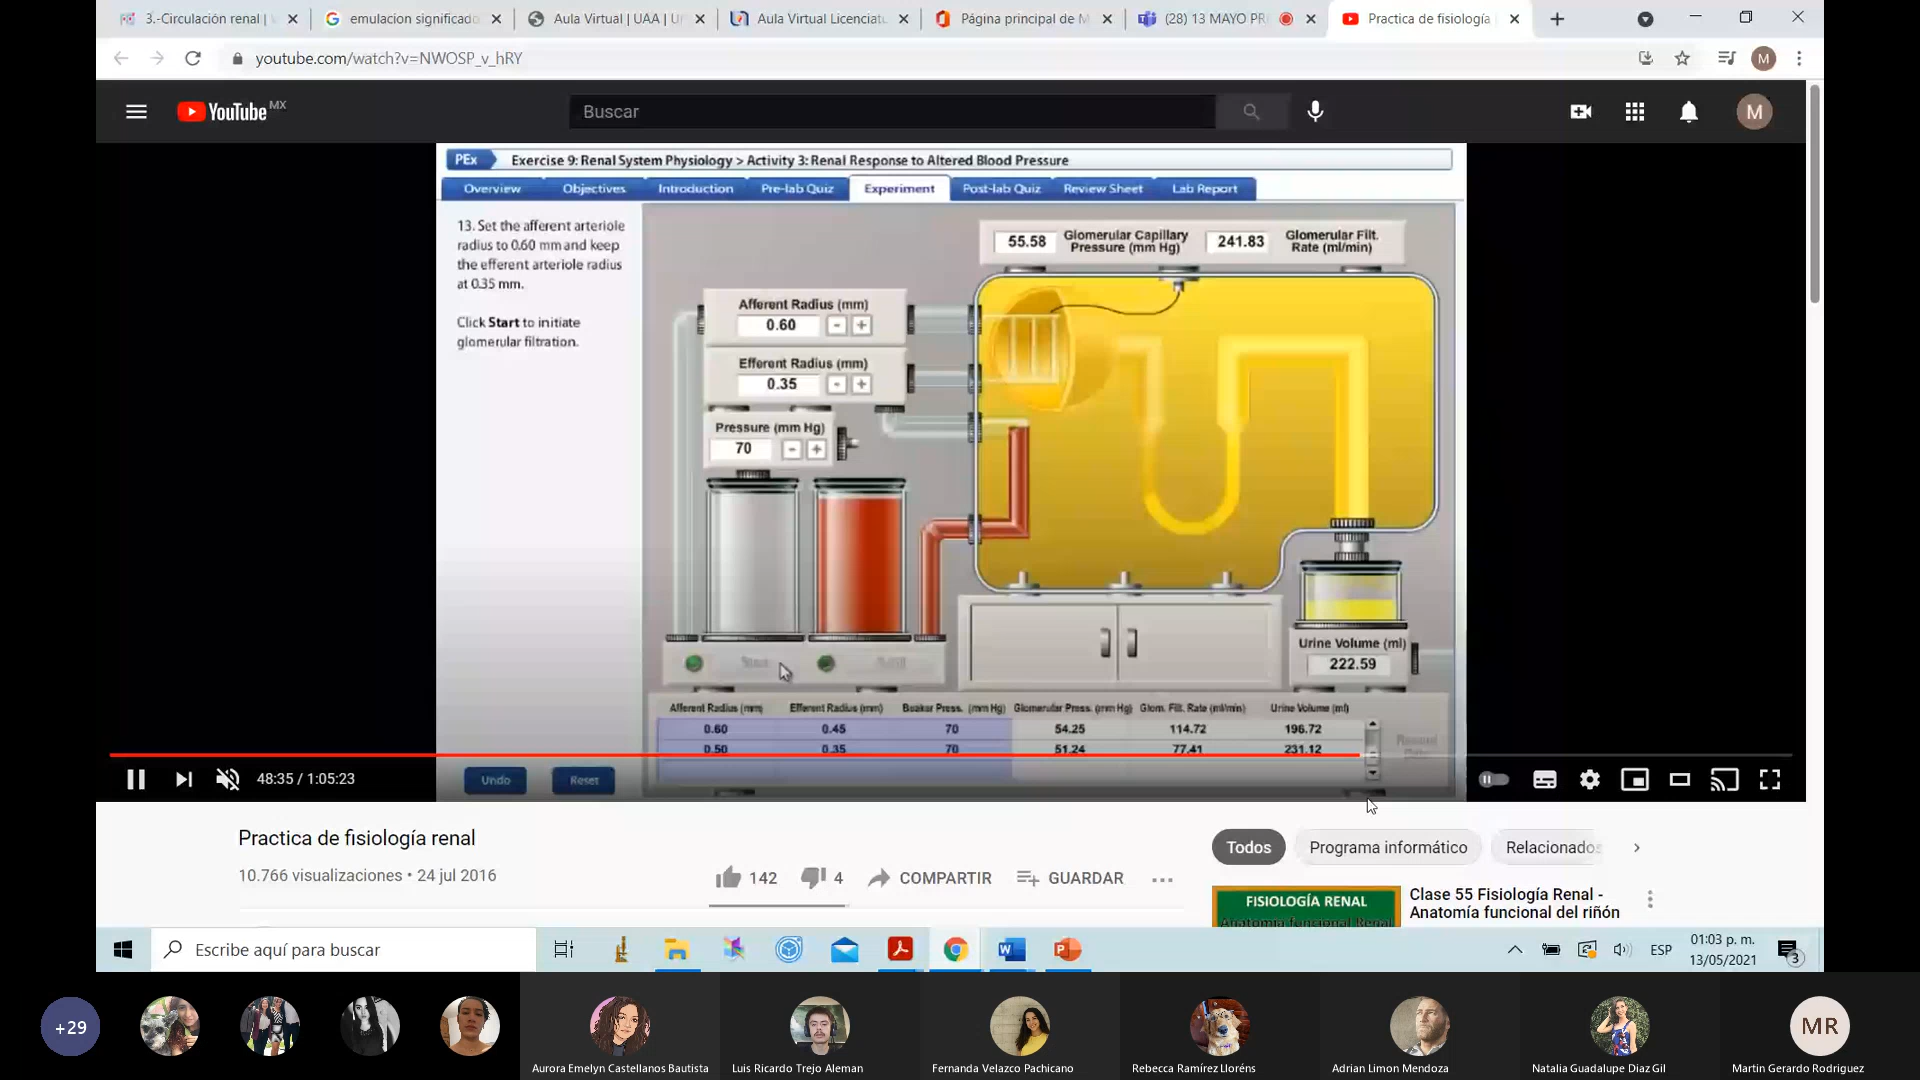 3.-Circulación renal |
emulacion significado
Aula Virtual | UAA |
Aula Virtual Licenciatu
Página principal de M
(28) 13 MAYO PR
Practica de fisiología
youtube.com/watch?v=NWOSP_v_hRY
M
YouTube MX
Buscar
M
PEx Exercise 9: Renal System Physiology > Activity 3: Renal Response to Altered Blood Pressure
Overview Objectives Introduction Pre-lab Quiz Experiment Post-lab Quiz Review Sheet Lab Report
13. Set the afferent arteriole
radius to 0.60 mm and keep
the efferent arteriole radius
at 0.35 mm.
Click Start to initiate
glomerular filtration.
55.58 Glomerular Capillary
Pressure (mm Hg)
241.83 Glomerular Filt.
Rate (ml/min)
Afferent Radius (mm)
0.60 - +
Efferent Radius (mm)
0.35 - +
Pressure (mm Hg)
70 - +
Start Refill
Urine Volume (ml)
222.59
Afferent Radius (mm) Efferent Radius (mm) Beaker Press. (mm Hg) Glomerular Press. (mm Hg) Glom. Filt. Rate (ml/min) Urine Volume (ml)
0.60 0.45 70 54.25 114.72 196.72
0.50 0.35 70 51.24 77.41 231.12
Record
Data
Undo Reset
48:35 / 1:05:23
Practica de fisiología renal
10.766 visualizaciones • 24 jul 2016
142 4 COMPARTIR GUARDAR
Todos Programa informático Relacionados
FISIOLOGÍA RENAL
Anatomía funcional Renal
Clase 55 Fisiología Renal -
Anatomía funcional del riñón
Escribe aquí para buscar
ESP
01:03 p. m.
13/05/2021
3
+29
MR
Aurora Emelyn Castellanos Bautista
Luis Ricardo Trejo Aleman
Fernanda Velazco Pachicano
Rebecca Ramírez Lloréns
Adrian Limon Mendoza
Natalia Guadalupe Diaz Gil
Martin Gerardo Rodriguez